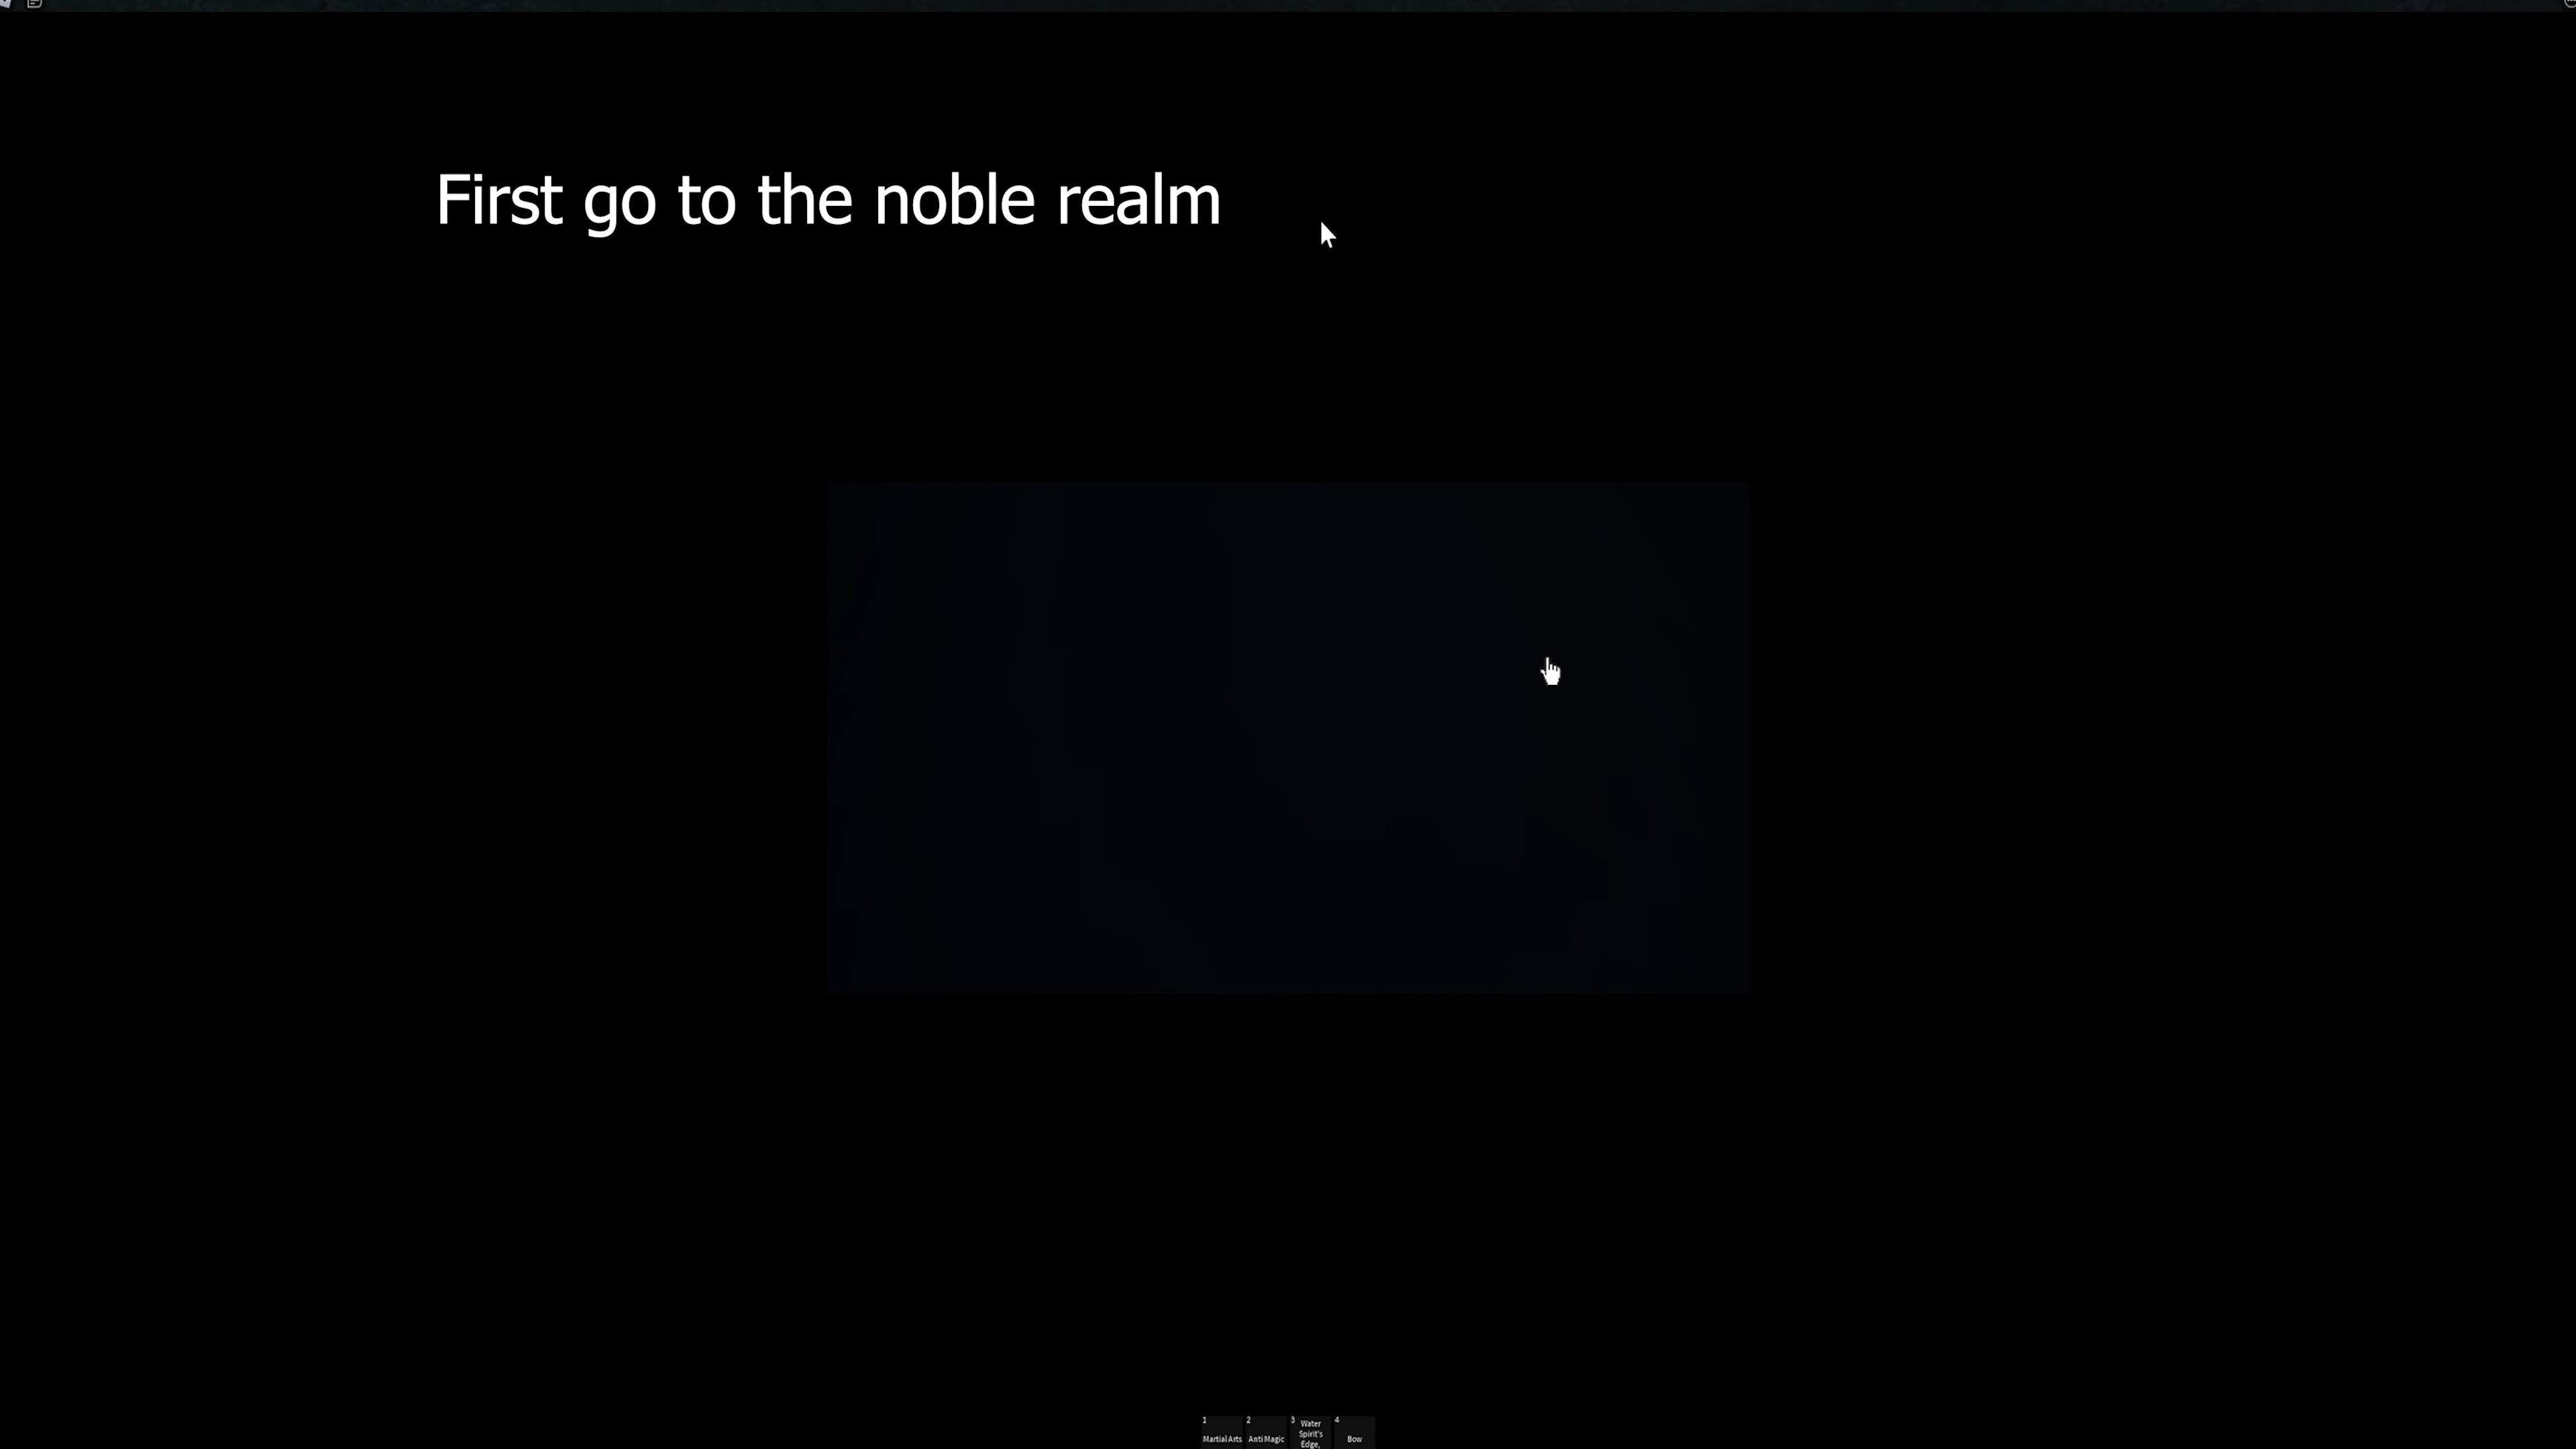 First go to the noble realm
1
2
3
4
Martial Arts
Anti Magic
Water
Spirit's
Edge,
Bow